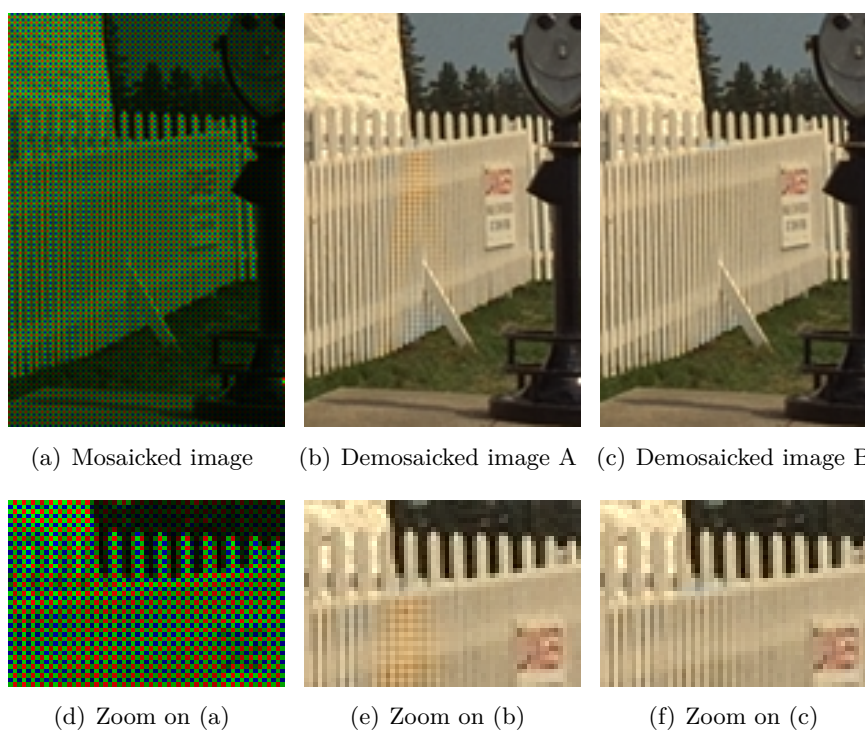 (a) Mosaicked image
(b) Demosaicked image A
(c) Demosaicked image B
(d) Zoom on (a)
(e) Zoom on (b)
(f) Zoom on (c)